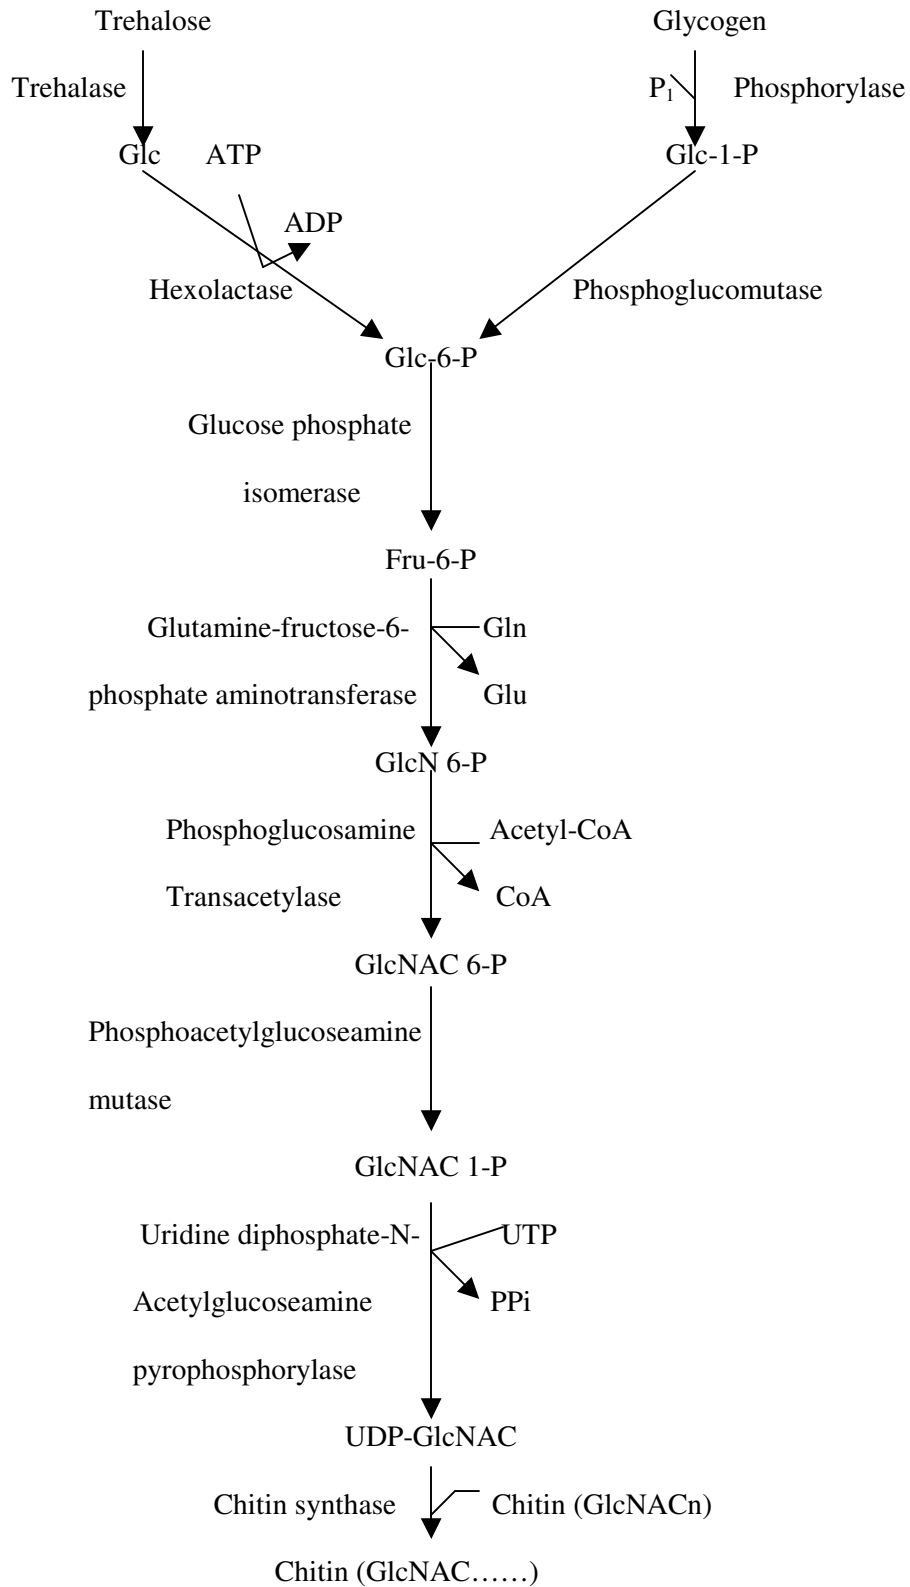 Trehalose Glycogen
Trehalase P1 Phosphorylase
Glc ATP Glc-1-P
ADP
Hexolactase Phosphoglucomutase
Glc-6-P
Glucose phosphate
isomerase
Fru-6-P
Glutamine-fructose-6- Gln
phosphate aminotransferase Glu
GlcN 6-P
Phosphoglucosamine Acetyl-CoA
Transacetylase CoA
GlcNAC 6-P
Phosphoacetylglucoseamine
mutase
GlcNAC 1-P
Uridine diphosphate-N- UTP
Acetylglucoseamine PPi
pyrophosphorylase
UDP-GlcNAC
Chitin synthase Chitin (GlcNACn)
Chitin (GlcNAC……)